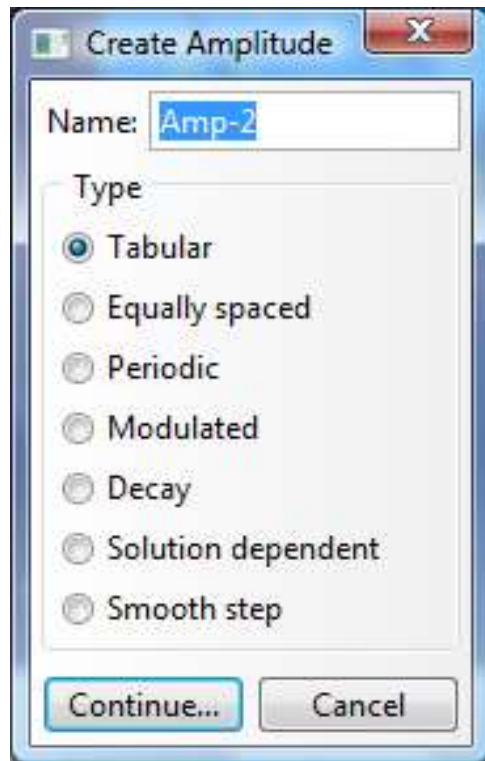 Create Amplitude
Name: Amp-2
Type
Tabular
Equally spaced
Periodic
Modulated
Decay
Solution dependent
Smooth step
Continue... Cancel